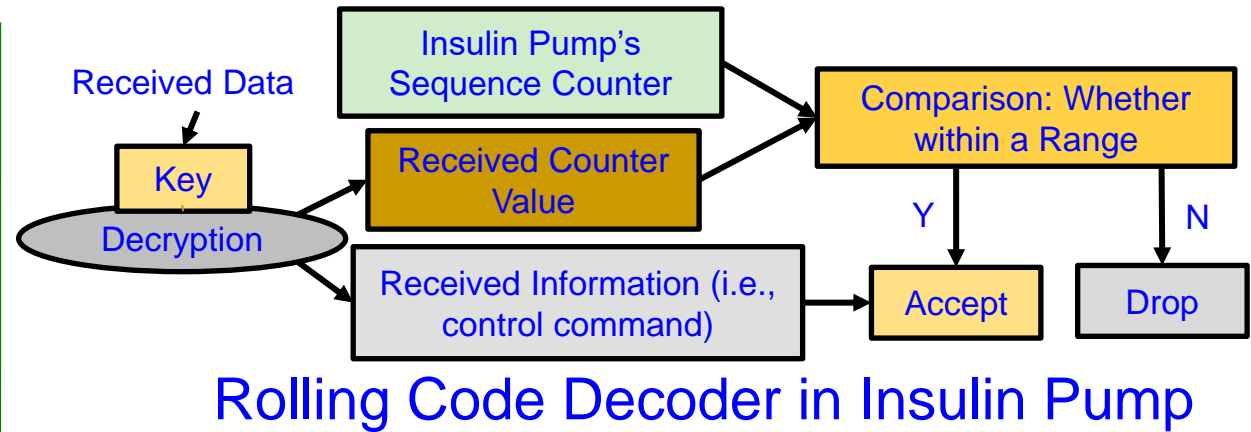 Received Data
Key
Decryption
Insulin Pump's
Sequence Counter
Received Counter
Value
Received Information (i.e.,
control command)
Comparison: Whether
within a Range
Y
N
Accept
Drop
Rolling Code Decoder in Insulin Pump